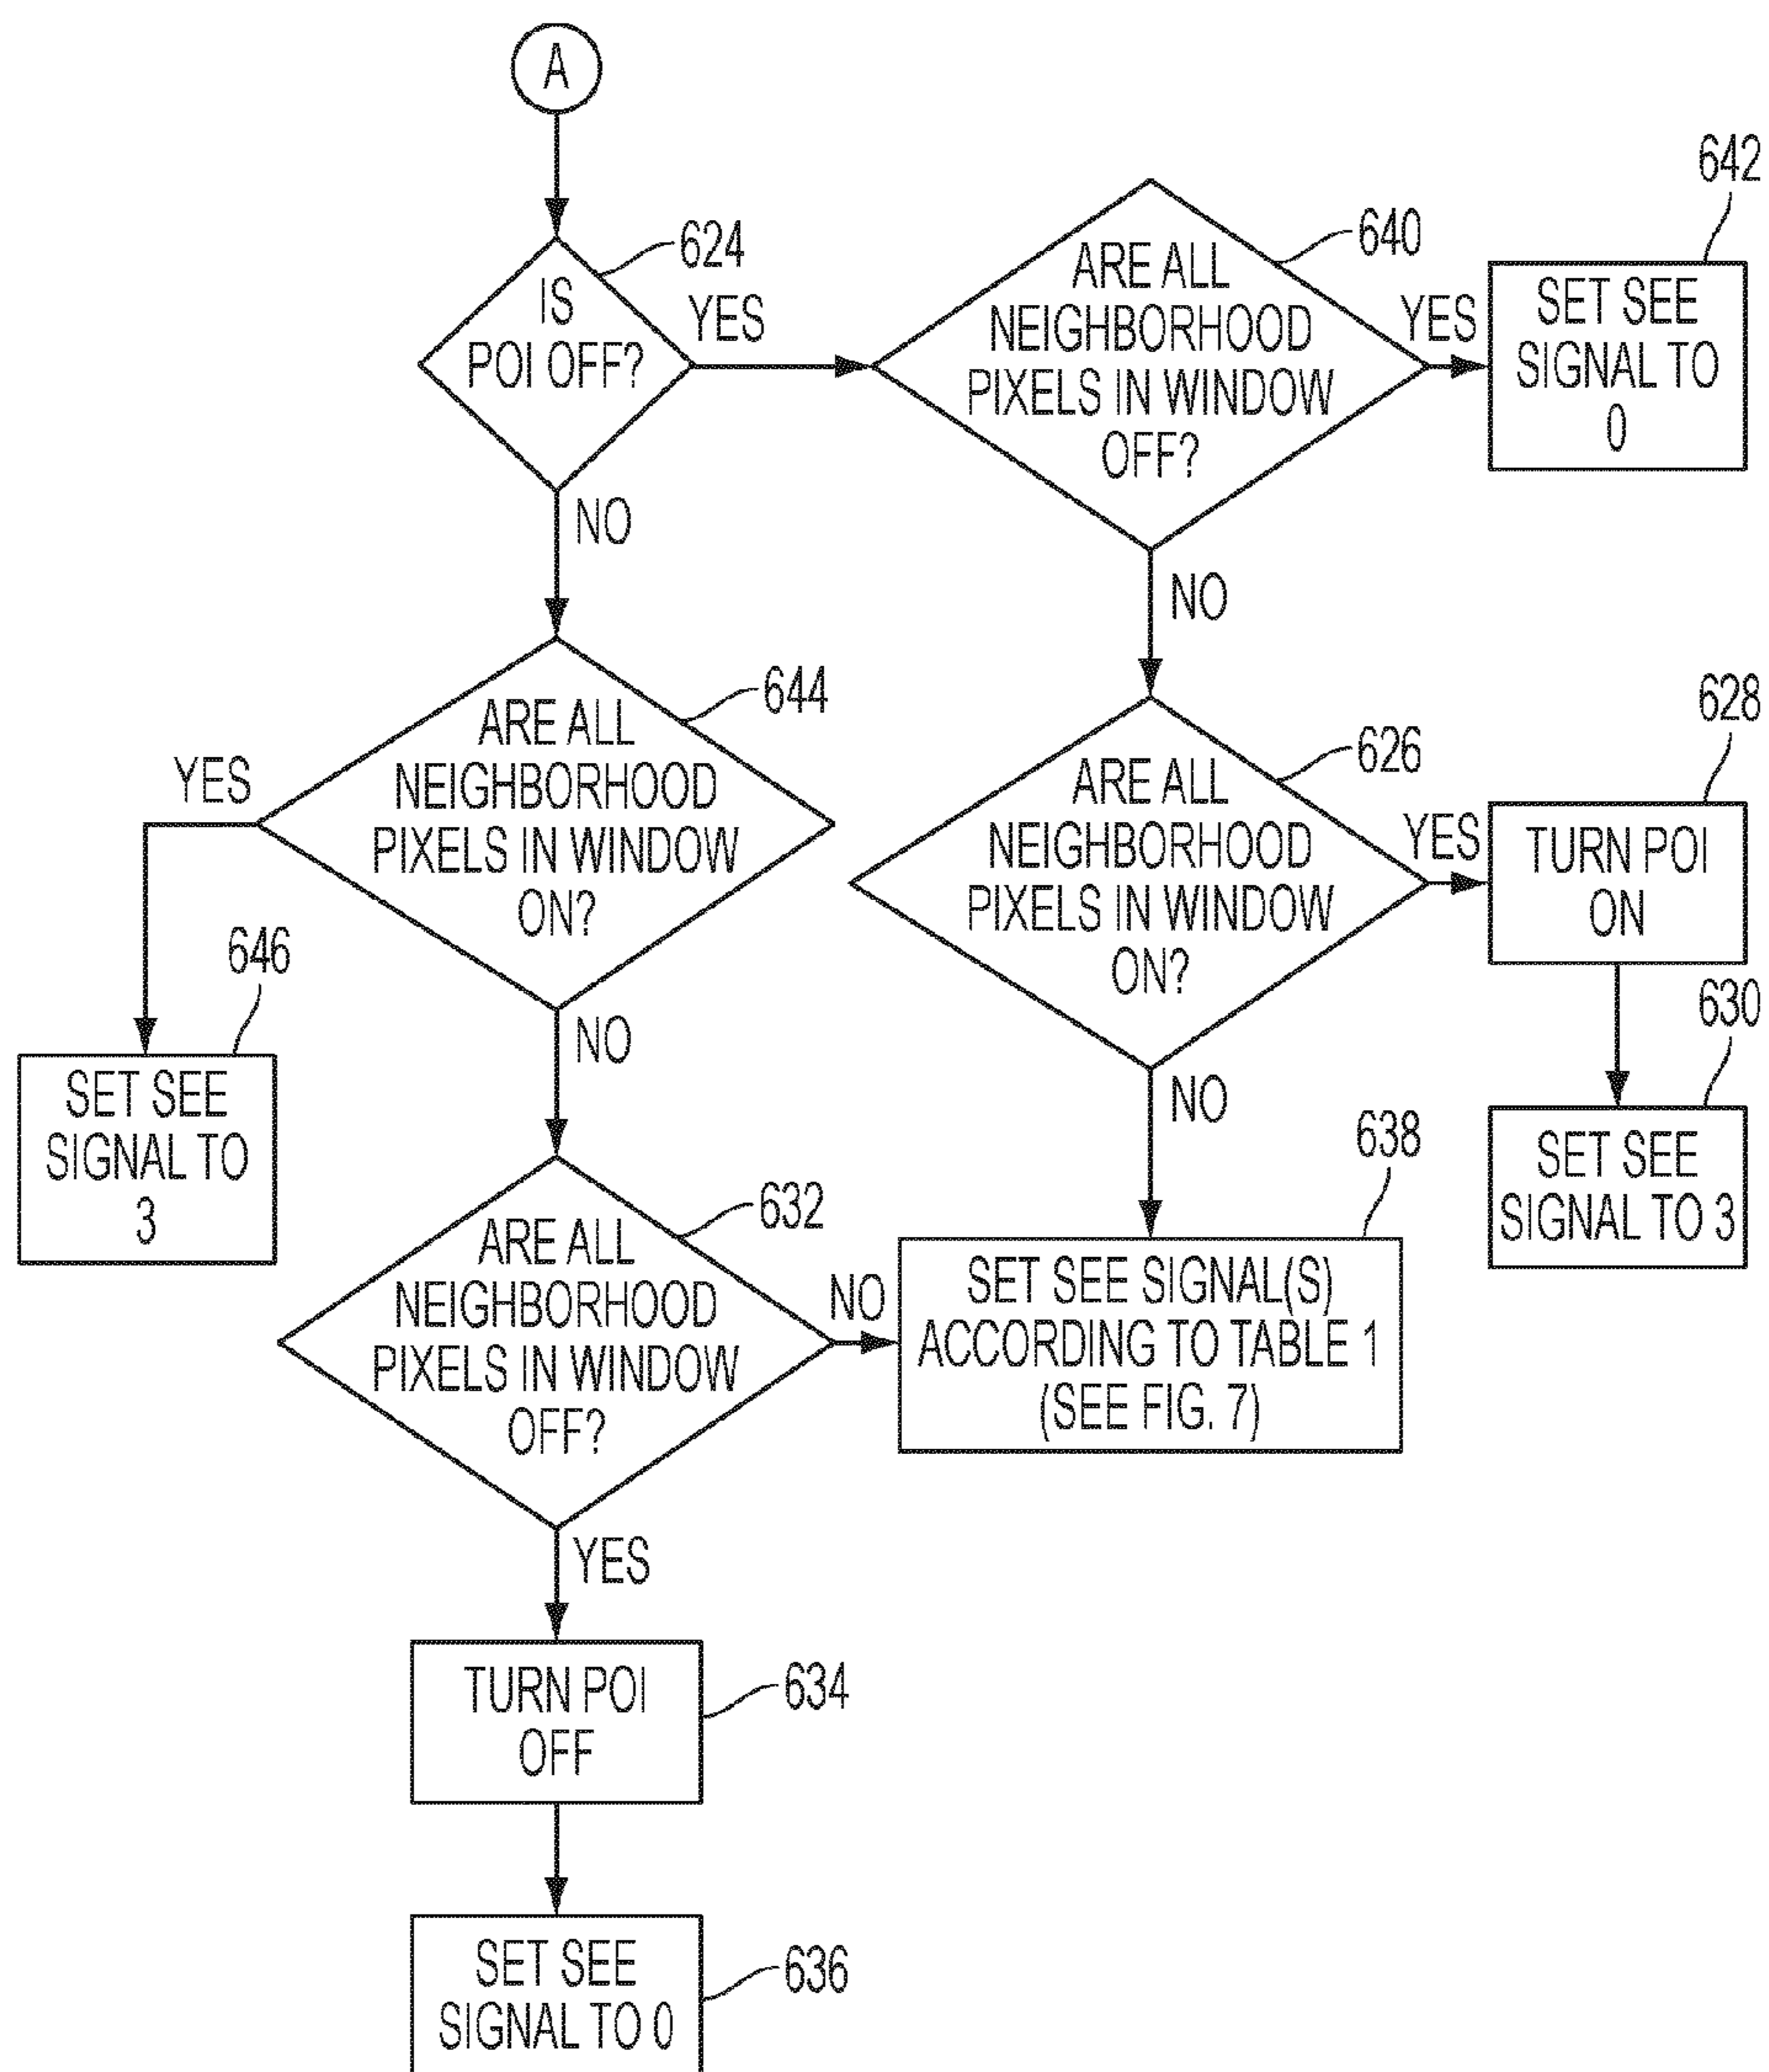 A
624
IS
POI OFF?
YES
NO
640
ARE ALL
NEIGHBORHOOD
PIXELS IN WINDOW
OFF?
YES
NO
642
SET SEE
SIGNAL TO
0
644
ARE ALL
NEIGHBORHOOD
PIXELS IN WINDOW
ON?
YES
NO
646
SET SEE
SIGNAL TO
3
626
ARE ALL
NEIGHBORHOOD
PIXELS IN WINDOW
ON?
YES
NO
628
TURN POI
ON
630
SET SEE
SIGNAL TO 3
632
ARE ALL
NEIGHBORHOOD
PIXELS IN WINDOW
OFF?
NO
YES
638
SET SEE SIGNAL(S)
ACCORDING TO TABLE 1
(SEE FIG. 7)
634
TURN POI
OFF
636
SET SEE
SIGNAL TO 0